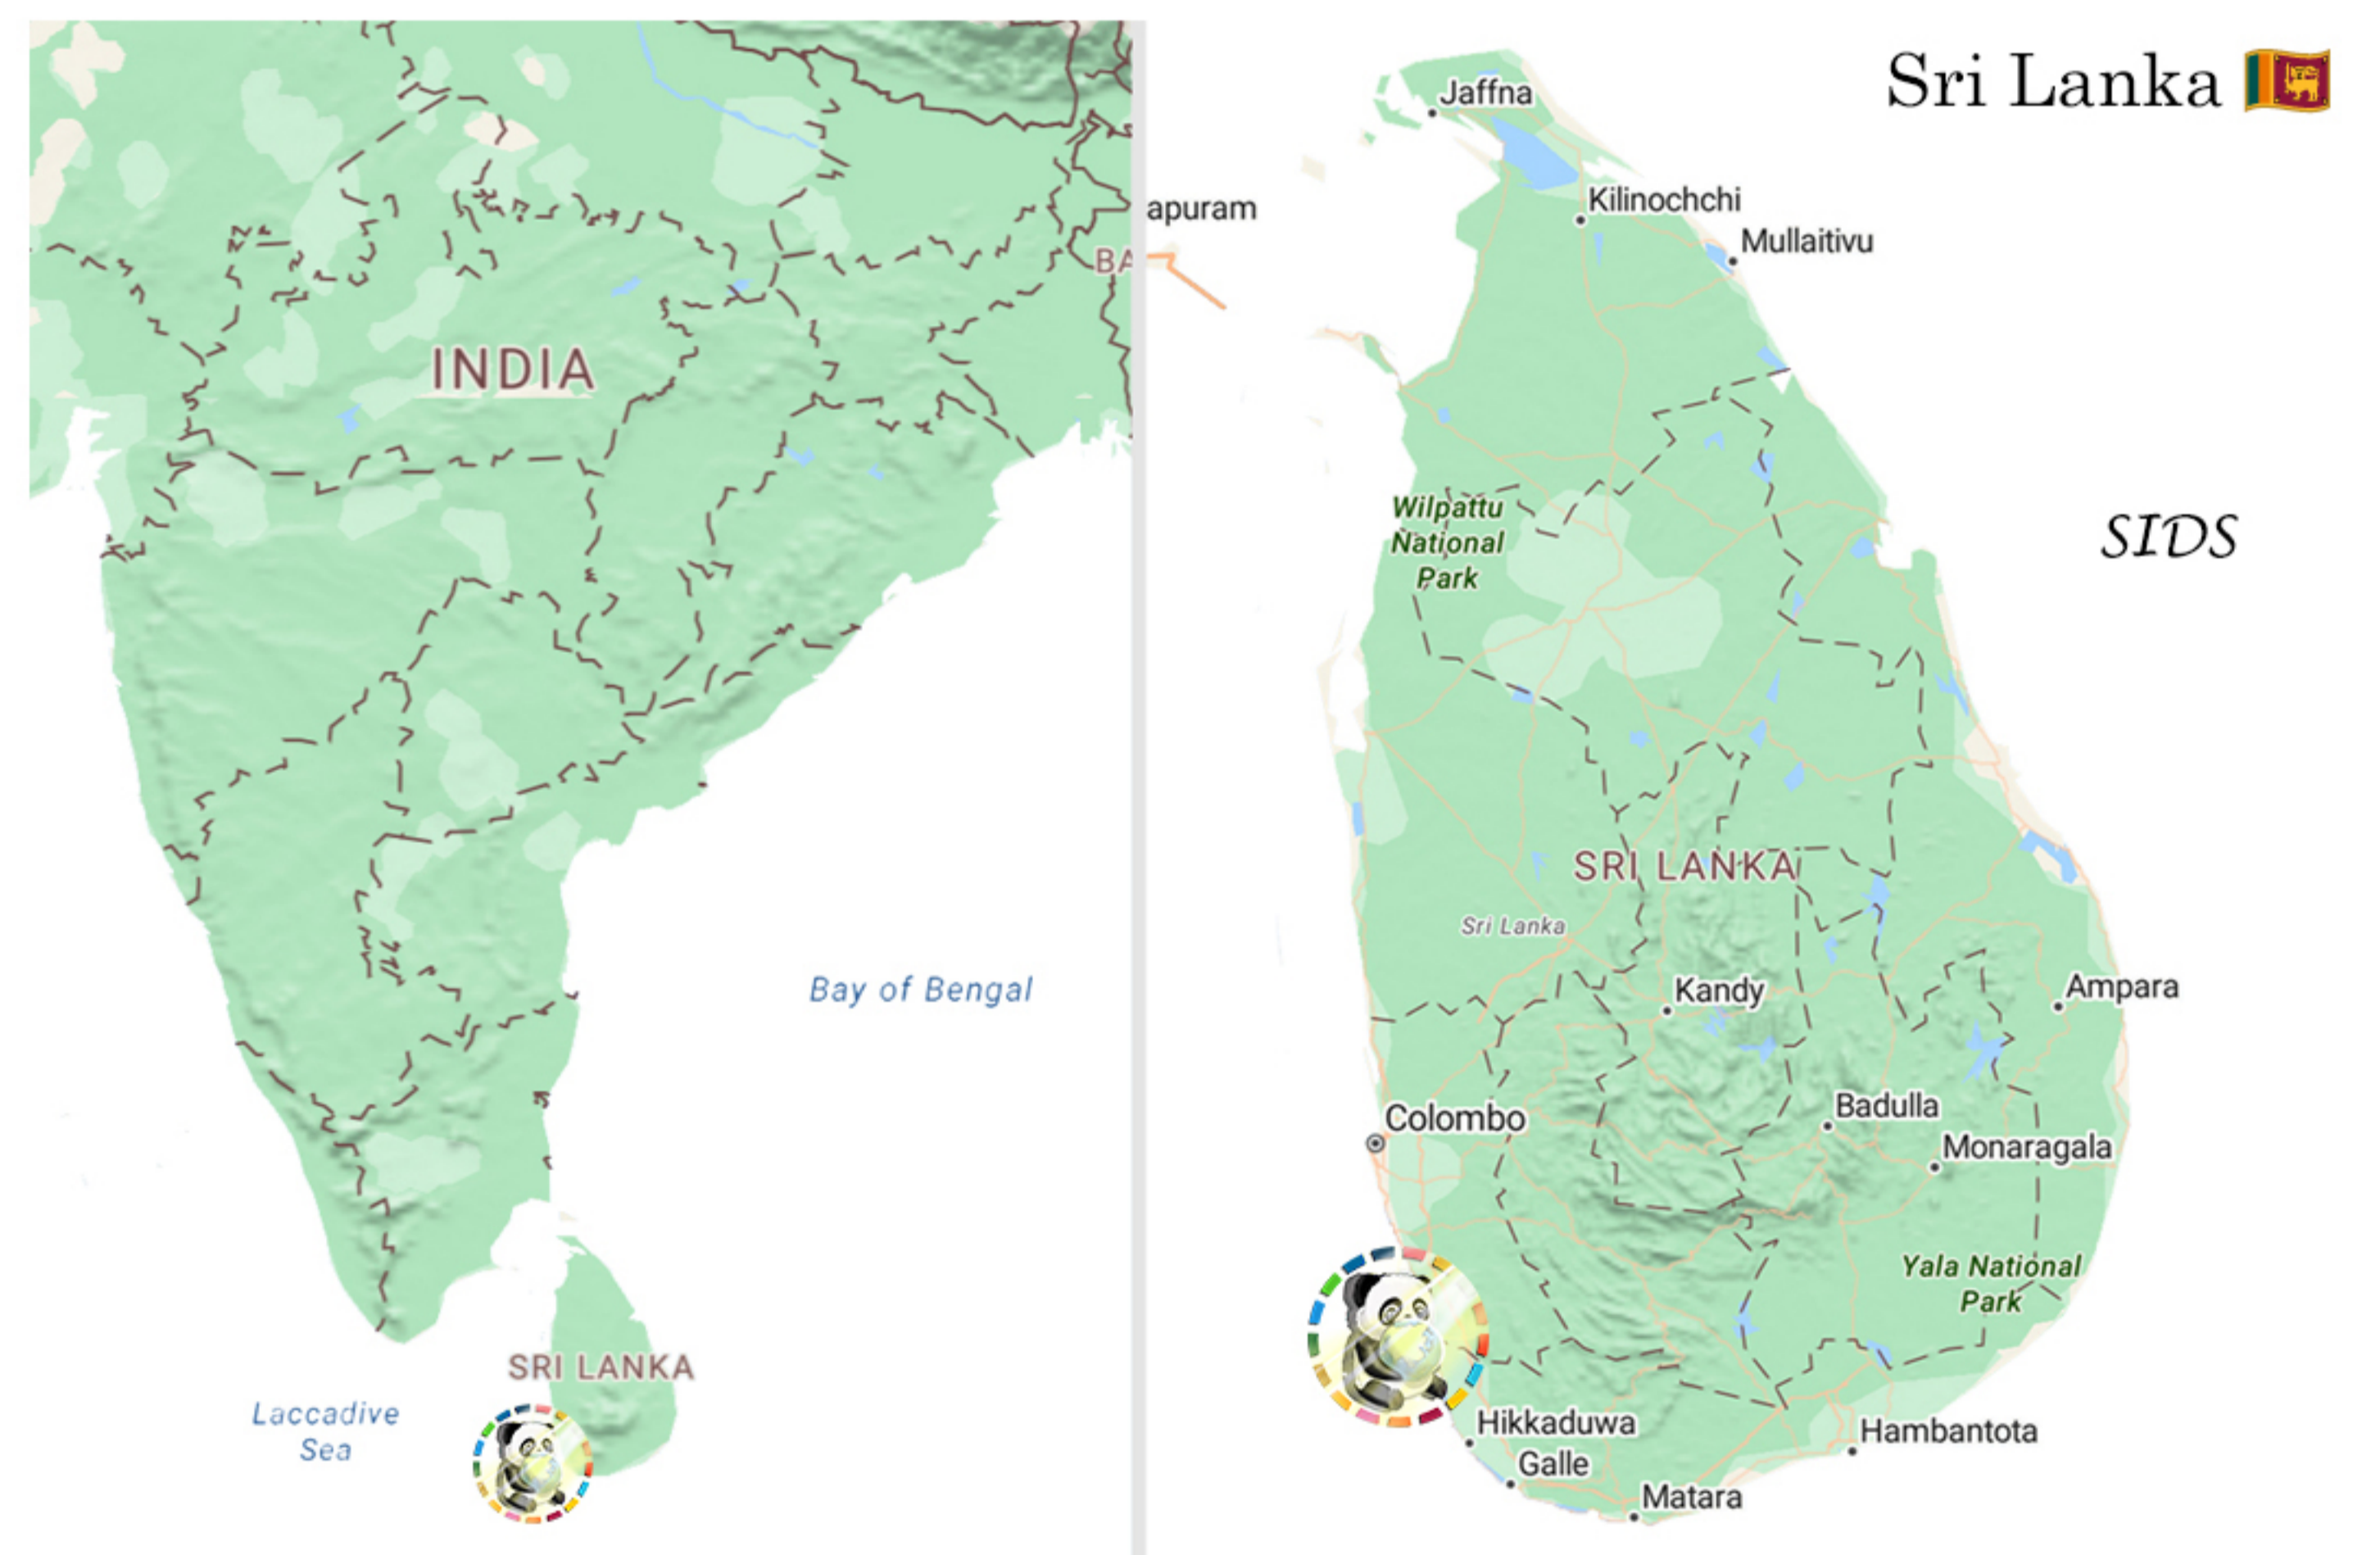 INDIA
BA
Bay of Bengal
SRI LANKA
Laccadive
Sea
Sri Lanka
SIDS
apuram
Jaffna
Kilinochchi
Mullaitivu
Wilpattu
National
Park
SRI LANKA
Sri Lanka
Kandy
Ampara
Colombo
Badulla
Monaragala
Yala National
Park
Hikkaduwa
Galle
Hambantota
Matara